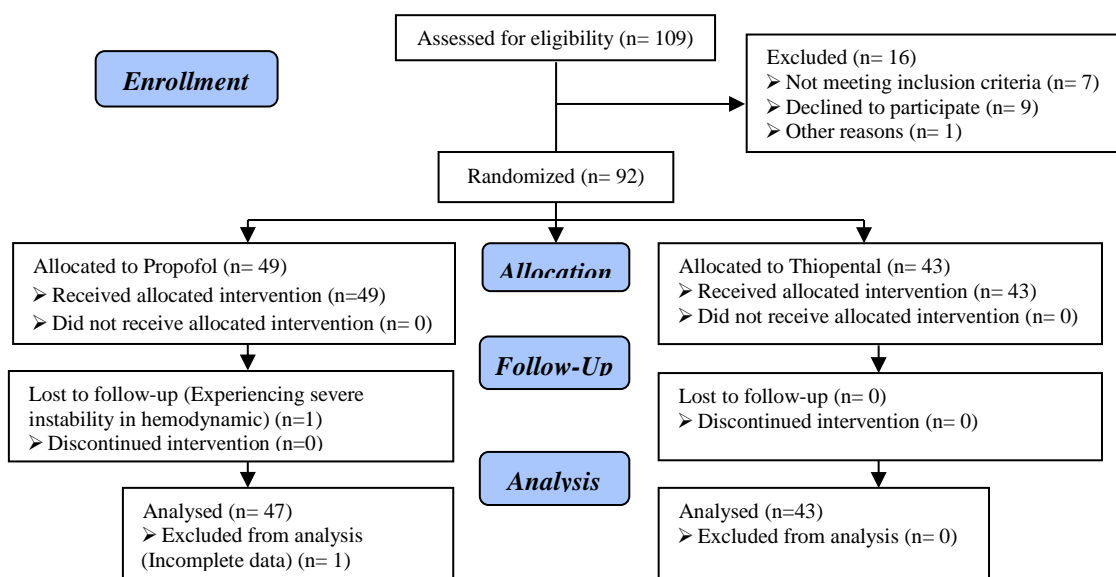 Assessed for eligibility (n= 109)
Enrollment
Excluded (n= 16)
➢ Not meeting inclusion criteria (n= 7)
➢ Declined to participate (n= 9)
➢ Other reasons (n= 1)
Randomized (n= 92)
Allocation
Allocated to Propofol (n= 49)
➢ Received allocated intervention (n=49)
➢ Did not receive allocated intervention (n= 0)
Allocated to Thiopental (n= 43)
➢ Received allocated intervention (n= 43)
➢ Did not receive allocated intervention (n= 0)
Follow-Up
Lost to follow-up (Experiencing severe
instability in hemodynamic) (n=1)
➢ Discontinued intervention (n=0)
Lost to follow-up (n= 0)
➢ Discontinued intervention (n= 0)
Analysis
Analysed (n= 47)
➢ Excluded from analysis
(Incomplete data) (n= 1)
Analysed (n=43)
➢ Excluded from analysis (n= 0)